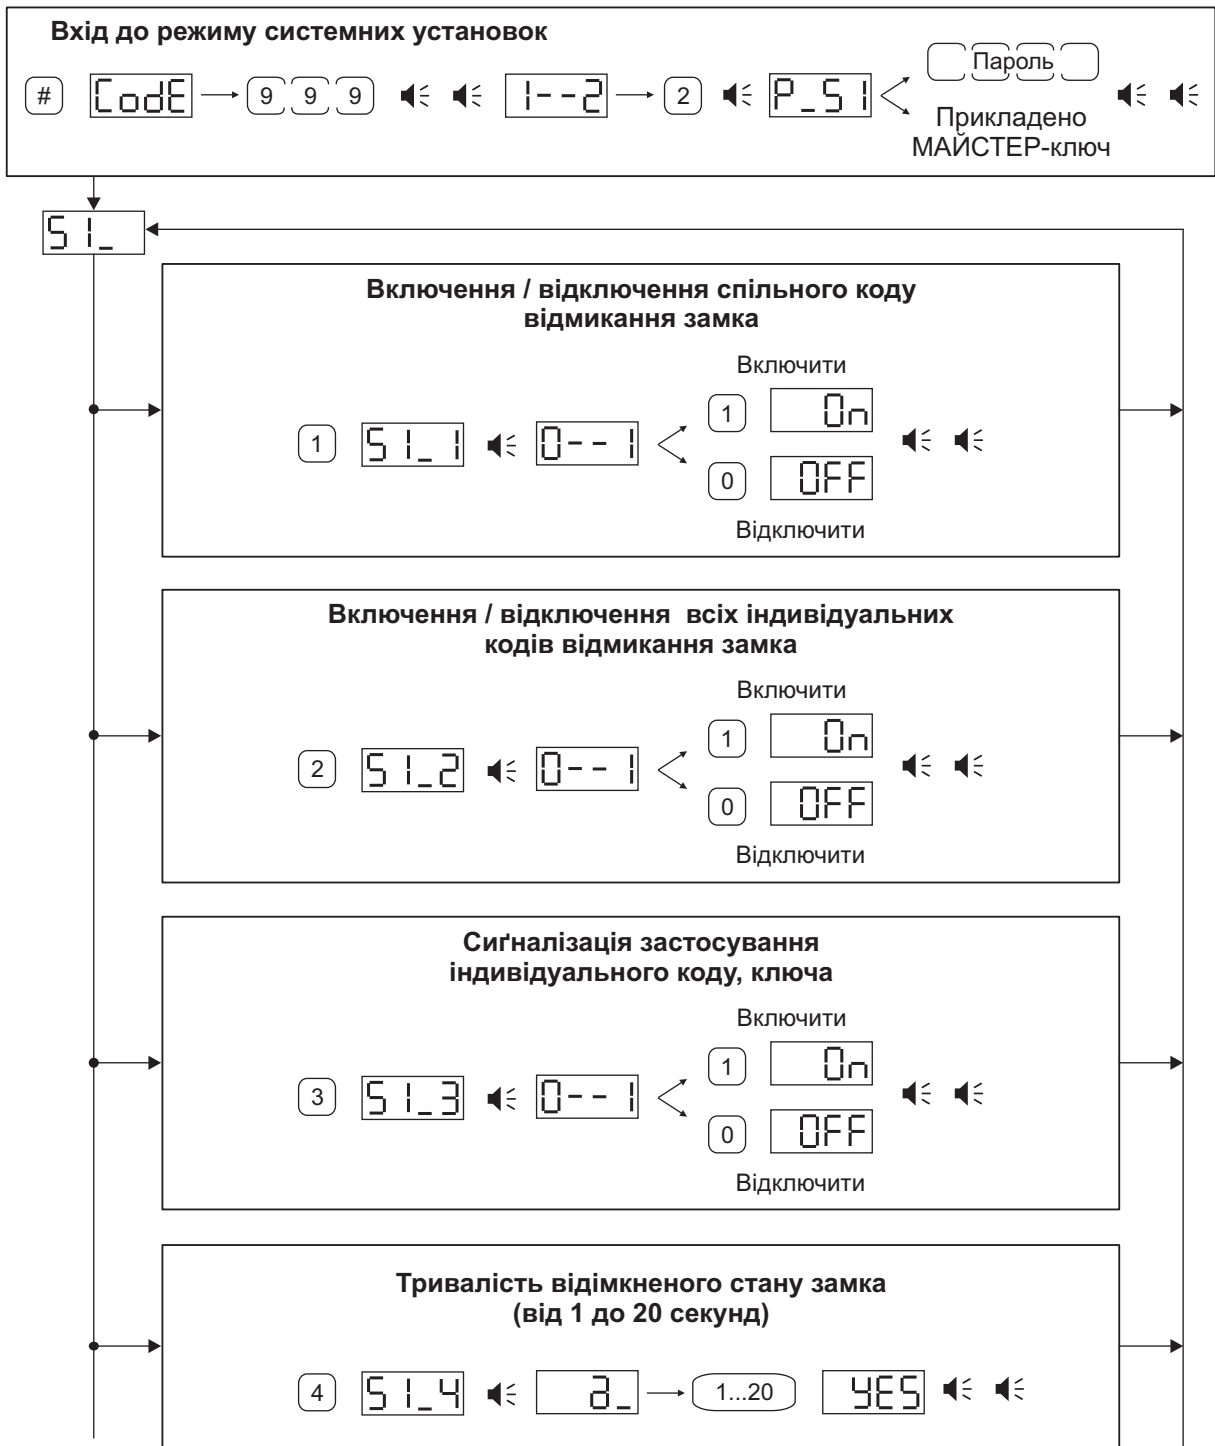 Вхід до режиму системних установок
# CodE 9 9 9 1--2 2 P_S1 Пароль
Прикладено
МАЙСТЕР-ключ
S1_
Включення / відключення спільного коду
відмикання замка
Включити
1 On
1 S1_1 0--1
0 OFF
Відключити
Включення / відключення всіх індивідуальних
кодів відмикання замка
Включити
1 On
2 S1_2 0--1
0 OFF
Відключити
Сиґналізація застосування
індивідуального коду, ключа
Включити
1 On
3 S1_3 0--1
0 OFF
Відключити
Тривалість відімкненого стану замка
(від 1 до 20 секунд)
4 S1_4 a_ 1...20 YES